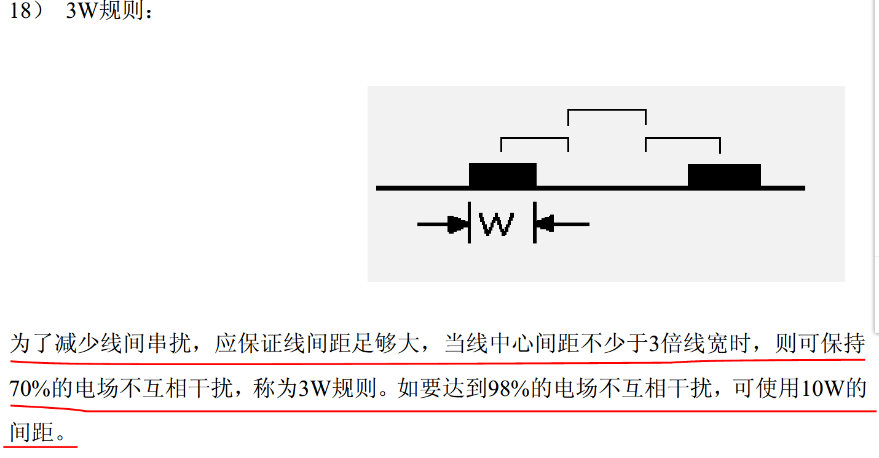 18） 3W规则：
W
为了减少线间串扰，应保证线间距足够大，当线中心间距不少于3倍线宽时，则可保持
70%的电场不互相干扰，称为3W规则。如要达到98%的电场不互相干扰，可使用10W的
间距。